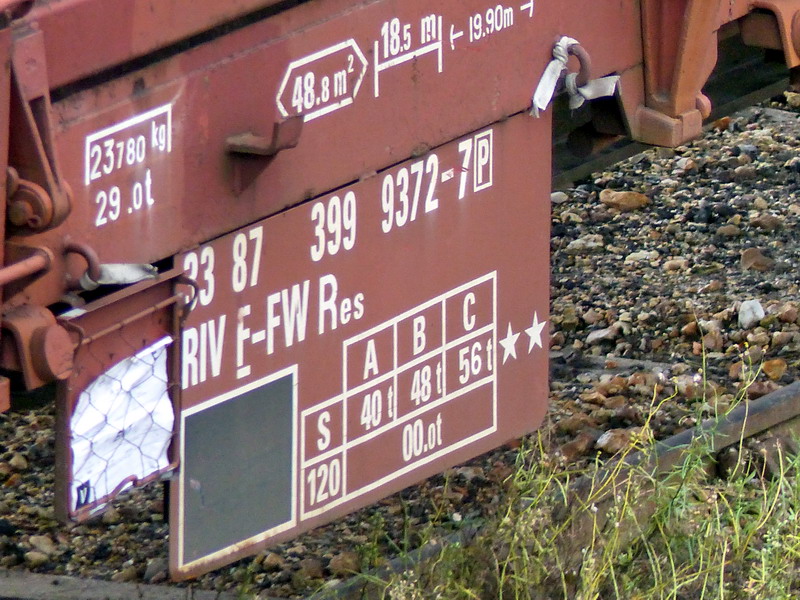 48.8 m²
18.5 m
19.90m
23780 kg
29.0t
33 87 399 9372-7 P
RIV E-FW Res
A B C
S 40 t 48 t 56 t
120 00.0t
V